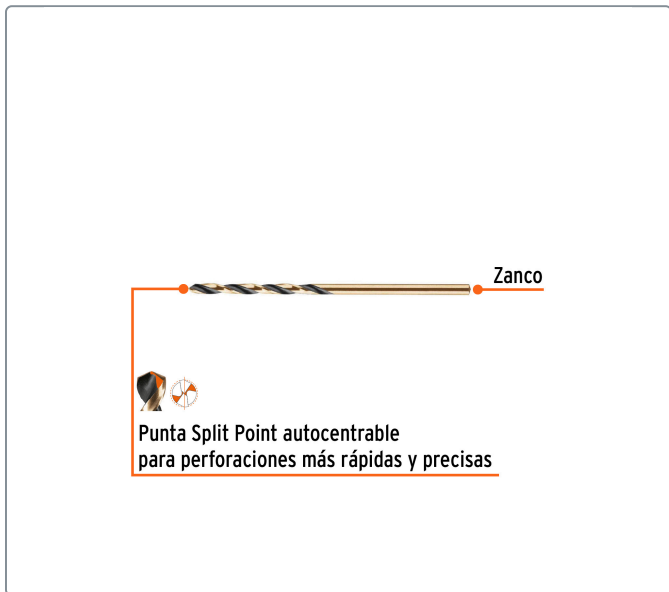 Zanco
Punta Split Point autocentrable
para perforaciones más rápidas y precisas